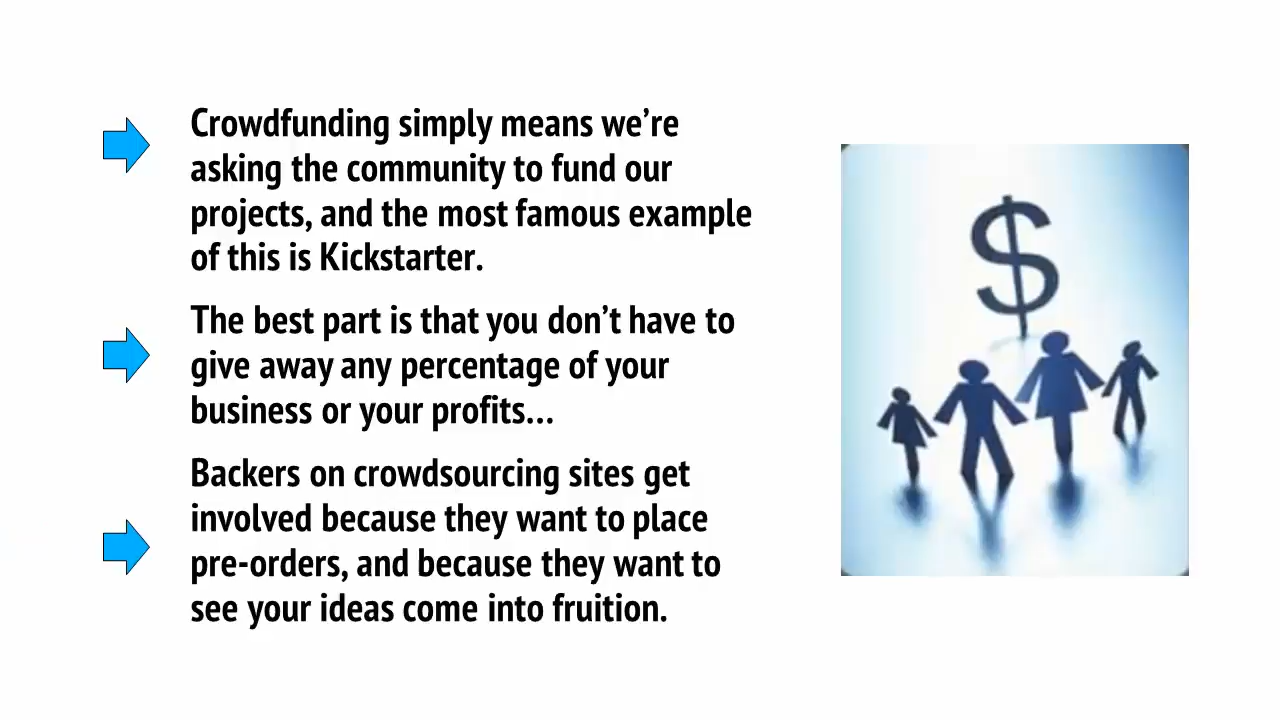 Crowdfunding simply means we’re
asking the community to fund our
projects, and the most famous example
of this is Kickstarter.
The best part is that you don’t have to
give away any percentage of your
business or your profits...
Backers on crowdsourcing sites get
involved because they want to place
pre-orders, and because they want to
see your ideas come into fruition.
$